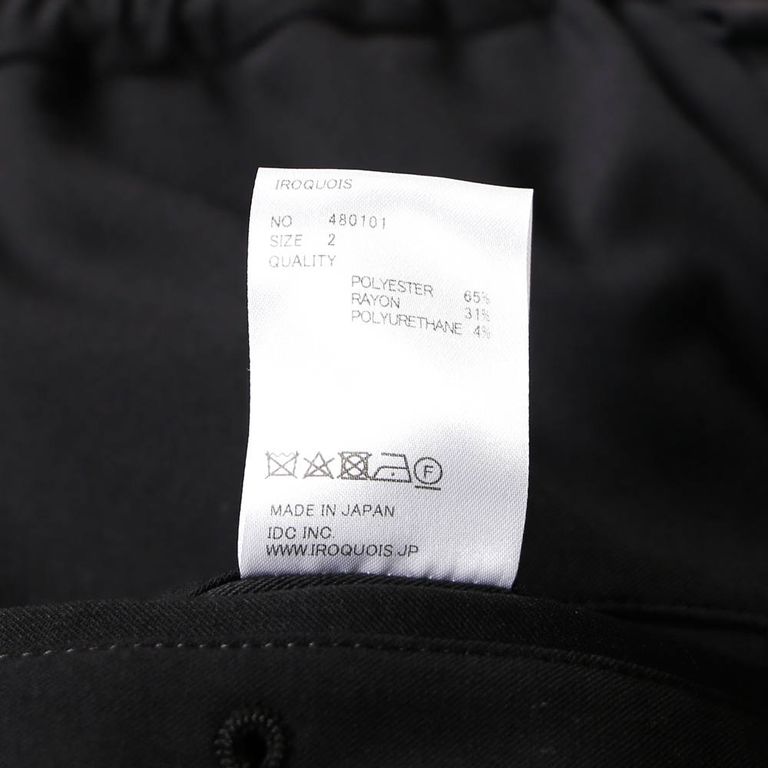 IROQUOIS
NO 480101
SIZE 2
QUALITY
POLYESTER 65%
RAYON 31%
POLYURETHANE 4%
F
MADE IN JAPAN
IDC INC.
WWW.IROQUOIS.JP